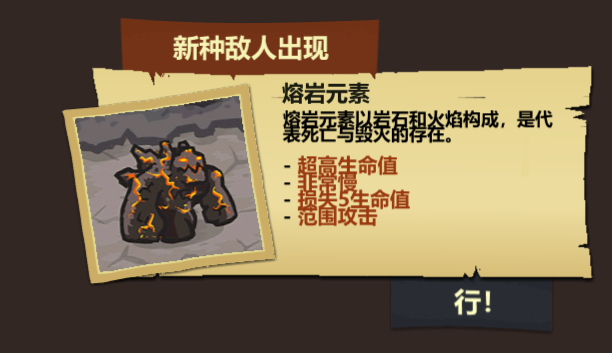 新种敌人出现
熔岩元素
熔岩元素以岩石和火焰构成，是代
表死亡与毁灭的存在。
- 超高生命值
- 非常慢
- 损失5生命值
- 范围攻击
行！